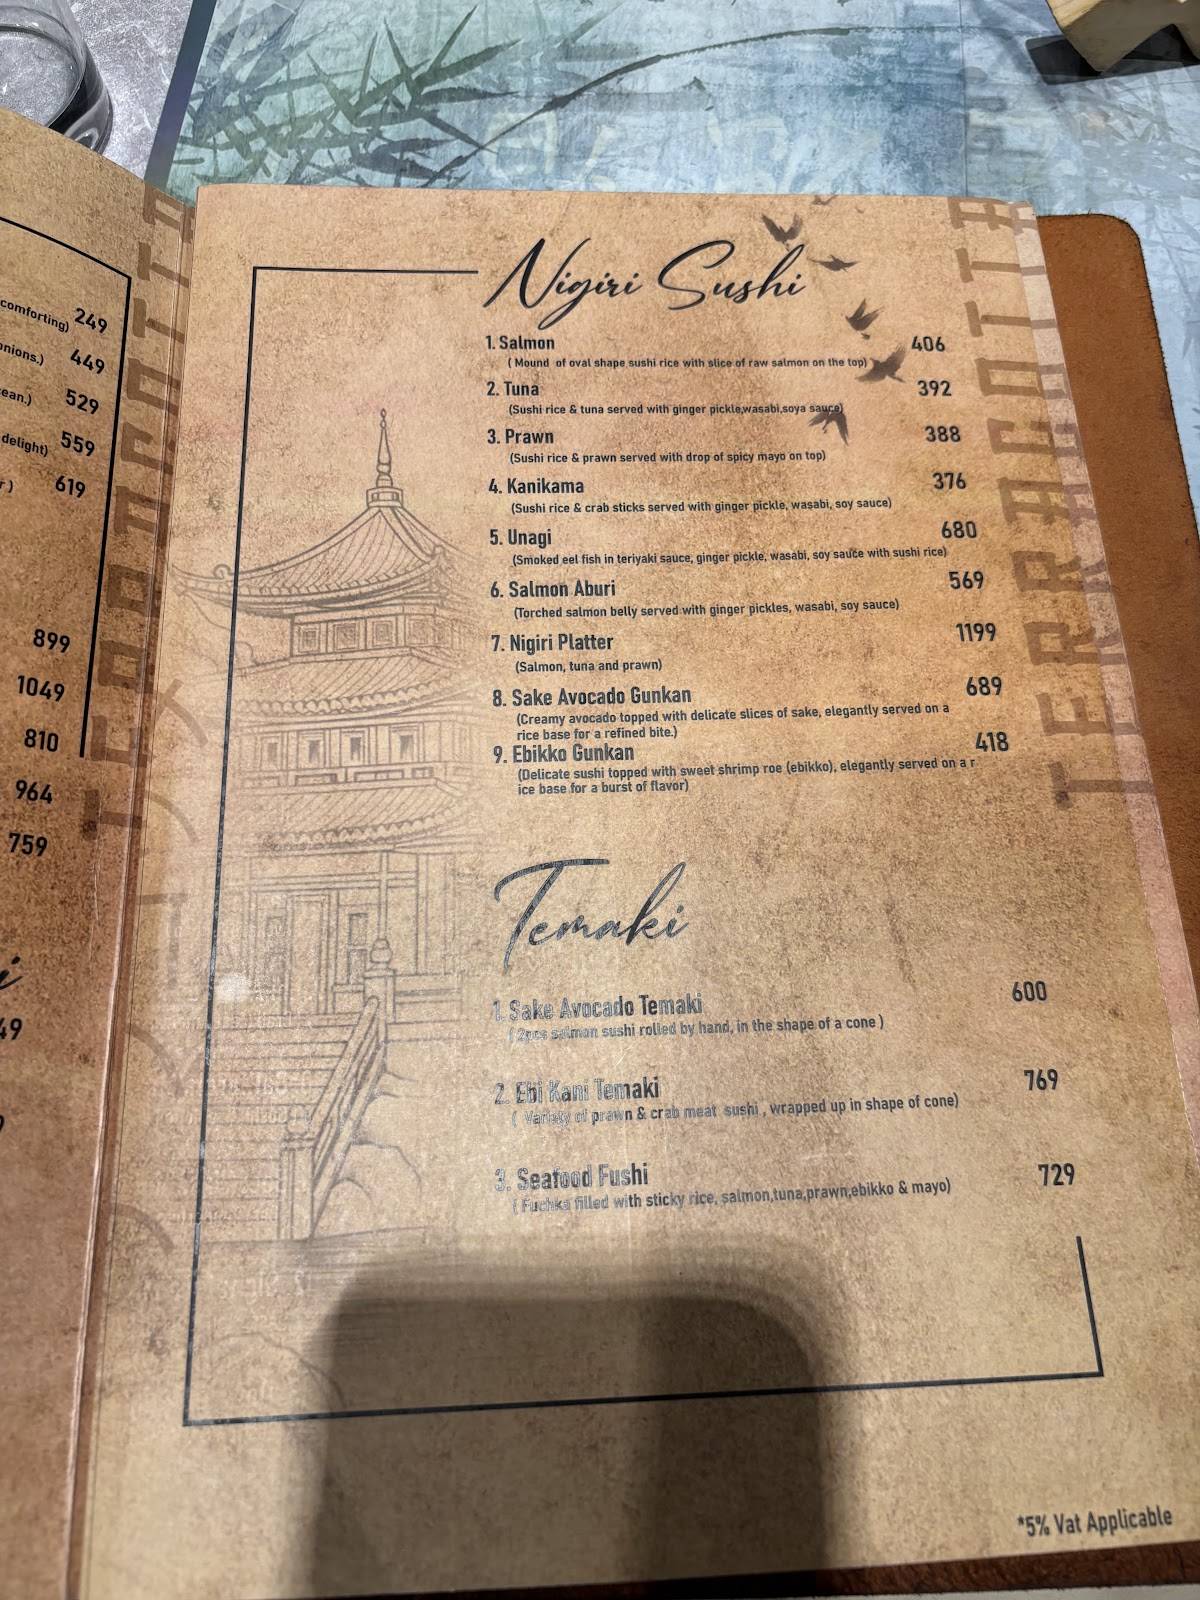 comforting) 249
onions.) 449
ean.) 529
delight) 559
r ) 619
899
1049
810
964
759
i
49
Nigiri Sushi
1. Salmon 406
( Mound of oval shape sushi rice with slice of raw salmon on the top)
2. Tuna 392
(Sushi rice & tuna served with ginger pickle,wasabi,soya sauce)
3. Prawn 388
(Sushi rice & prawn served with drop of spicy mayo on top)
4. Kanikama 376
(Sushi rice & crab sticks served with ginger pickle, wasabi, soy sauce)
5. Unagi 680
(Smoked eel fish in teriyaki sauce, ginger pickle, wasabi, soy sauce with sushi rice)
6. Salmon Aburi 569
(Torched salmon belly served with ginger pickles, wasabi, soy sauce)
7. Nigiri Platter 1199
(Salmon, tuna and prawn)
8. Sake Avocado Gunkan 689
(Creamy avocado topped with delicate slices of sake, elegantly served on a
rice base for a refined bite.)
9. Ebikko Gunkan 418
(Delicate sushi topped with sweet shrimp roe (ebikko), elegantly served on a r
ice base for a burst of flavor)
Temaki
1. Sake Avocado Temaki 600
( 2pcs salmon sushi rolled by hand, in the shape of a cone )
2. Ebi Kani Temaki 769
( Variety of prawn & crab meat sushi , wrapped up in shape of cone)
3. Seafood Fushi 729
( Fuchka filled with sticky rice, salmon,tuna,prawn,ebikko & mayo)
*5% Vat Applicable
TERRACOTTA